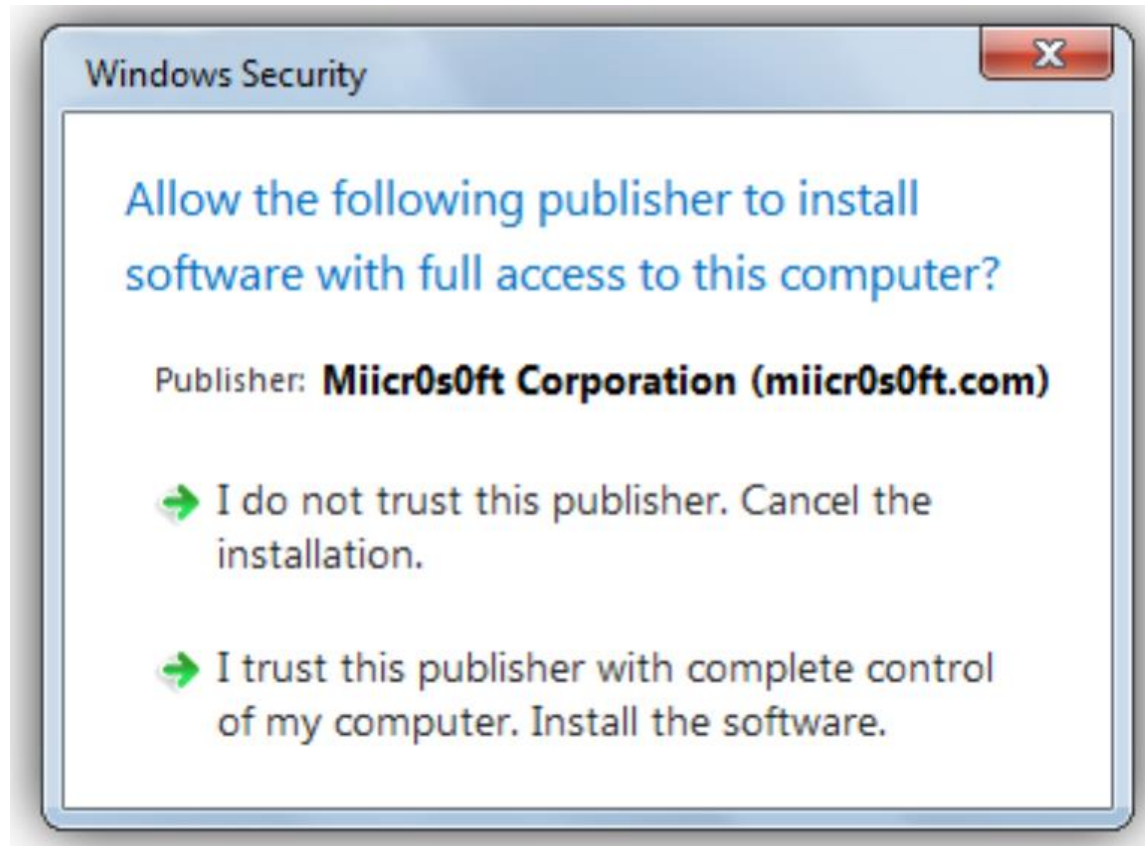 Windows Security
Allow the following publisher to install
software with full access to this computer?
Publisher: Miicr0s0ft Corporation (miicr0s0ft.com)
I do not trust this publisher. Cancel the
installation.
I trust this publisher with complete control
of my computer. Install the software.